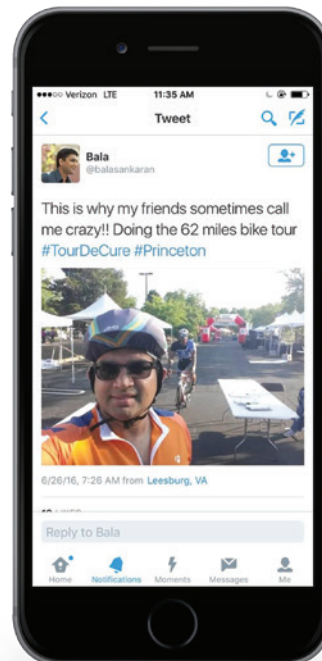 Verizon LTE 11:35 AM
Tweet
Bala
@balasankaran
This is why my friends sometimes call
me crazy!! Doing the 62 miles bike tour
#TourDeCure #Princeton
6/26/16, 7:26 AM from Leesburg, VA
Reply to Bala
Home Notifications Moments Messages Me